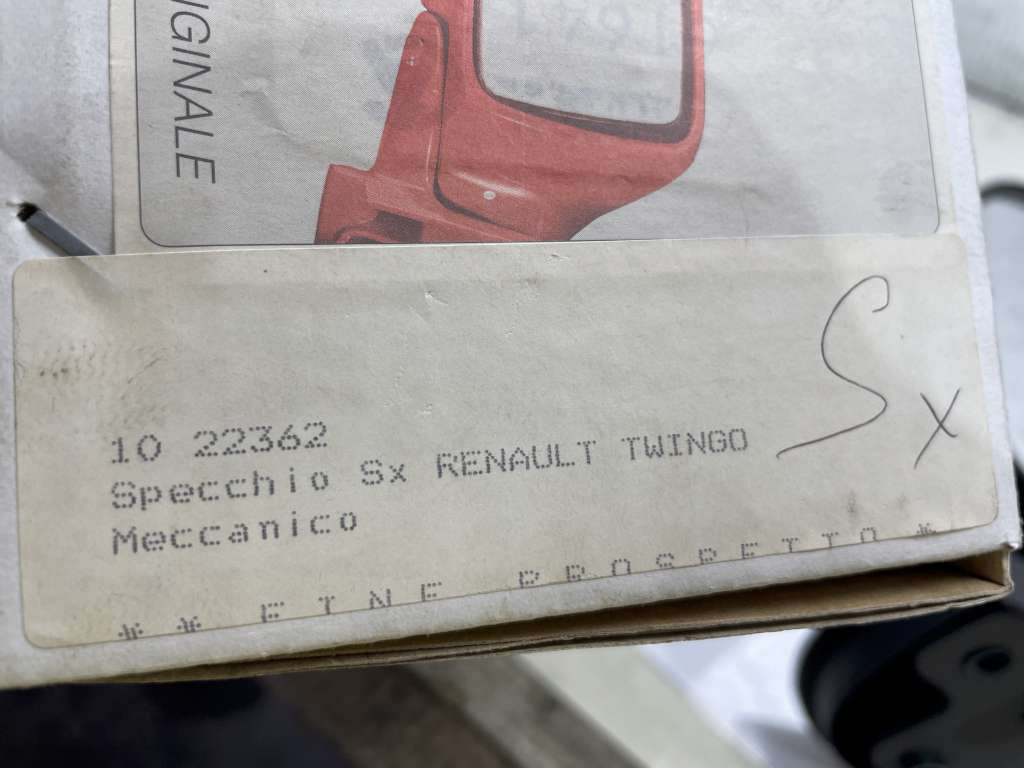 IGINALE
10 22362
Specchio Sx RENAULT TWINGO
Meccanico
Sx
* * FINE PROSPETTO *